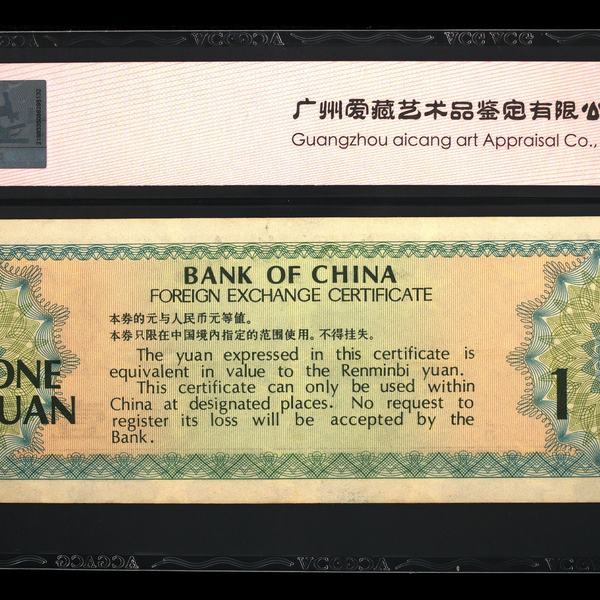 广州爱藏艺术品鉴定有限公
Guangzhou aicang art Appraisal Co.,
BANK OF CHINA
FOREIGN EXCHANGE CERTIFICATE
本券的元与人民币元等值。
本券只限在中国境内指定的范围使用。不得挂失。
The yuan expressed in this certificate is
equivalent in value to the Renminbi yuan.
This certificate can only be used within
China at designated places. No request to
register its loss will be accepted by the
Bank.
ONE
YUAN
1